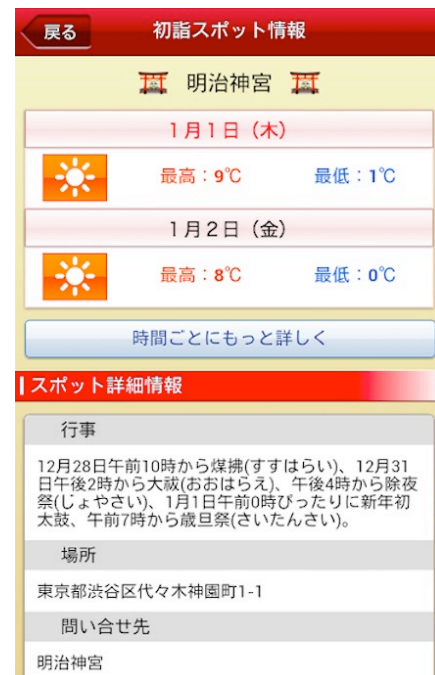 戻る 初詣スポット情報
明治神宮
1月1日（木）
最高：9℃ 最低：1℃
1月2日（金）
最高：8℃ 最低：0℃
時間ごとにもっと詳しく
スポット詳細情報
行事
12月28日午前10時から煤拂(すすはらい)、12月31
日午後2時から大祓(おおはらえ)、午後4時から除夜
祭(じょやさい)、1月1日午前0時ぴったりに新年初
太鼓、午前7時から歳旦祭(さいたんさい)。
場所
東京都渋谷区代々木神園町1-1
問い合せ先
明治神宮